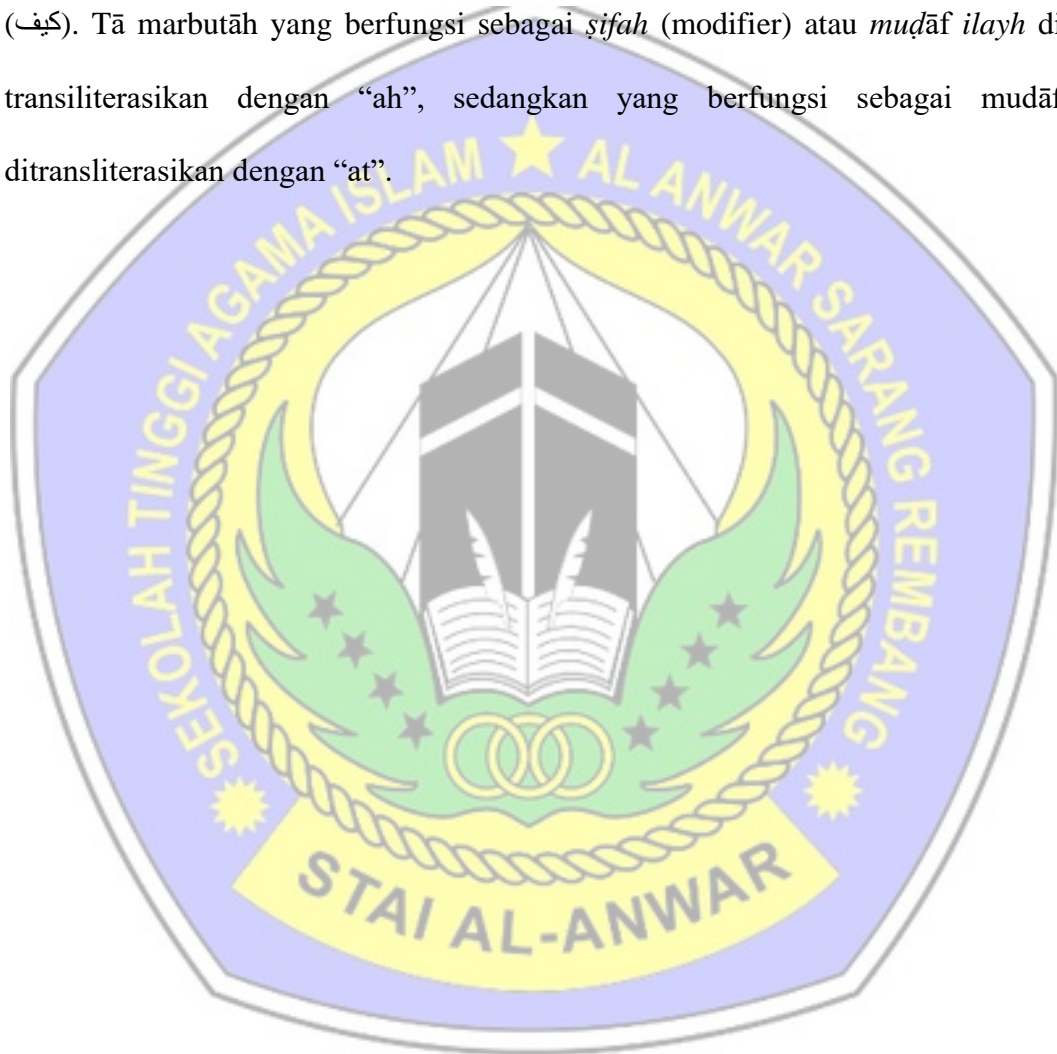 (كيف). Tā marbutāh yang berfungsi sebagai ṣifah (modifier) atau muḍāf ilayh di
transiliterasikan dengan “ah”, sedangkan yang berfungsi sebagai mudāf
ditransliterasikan dengan “at”.
SEKOLAH TINGGI AGAMA ISLAM ★ AL ANWAR SARANG REMBANG
STAI AL-ANWAR